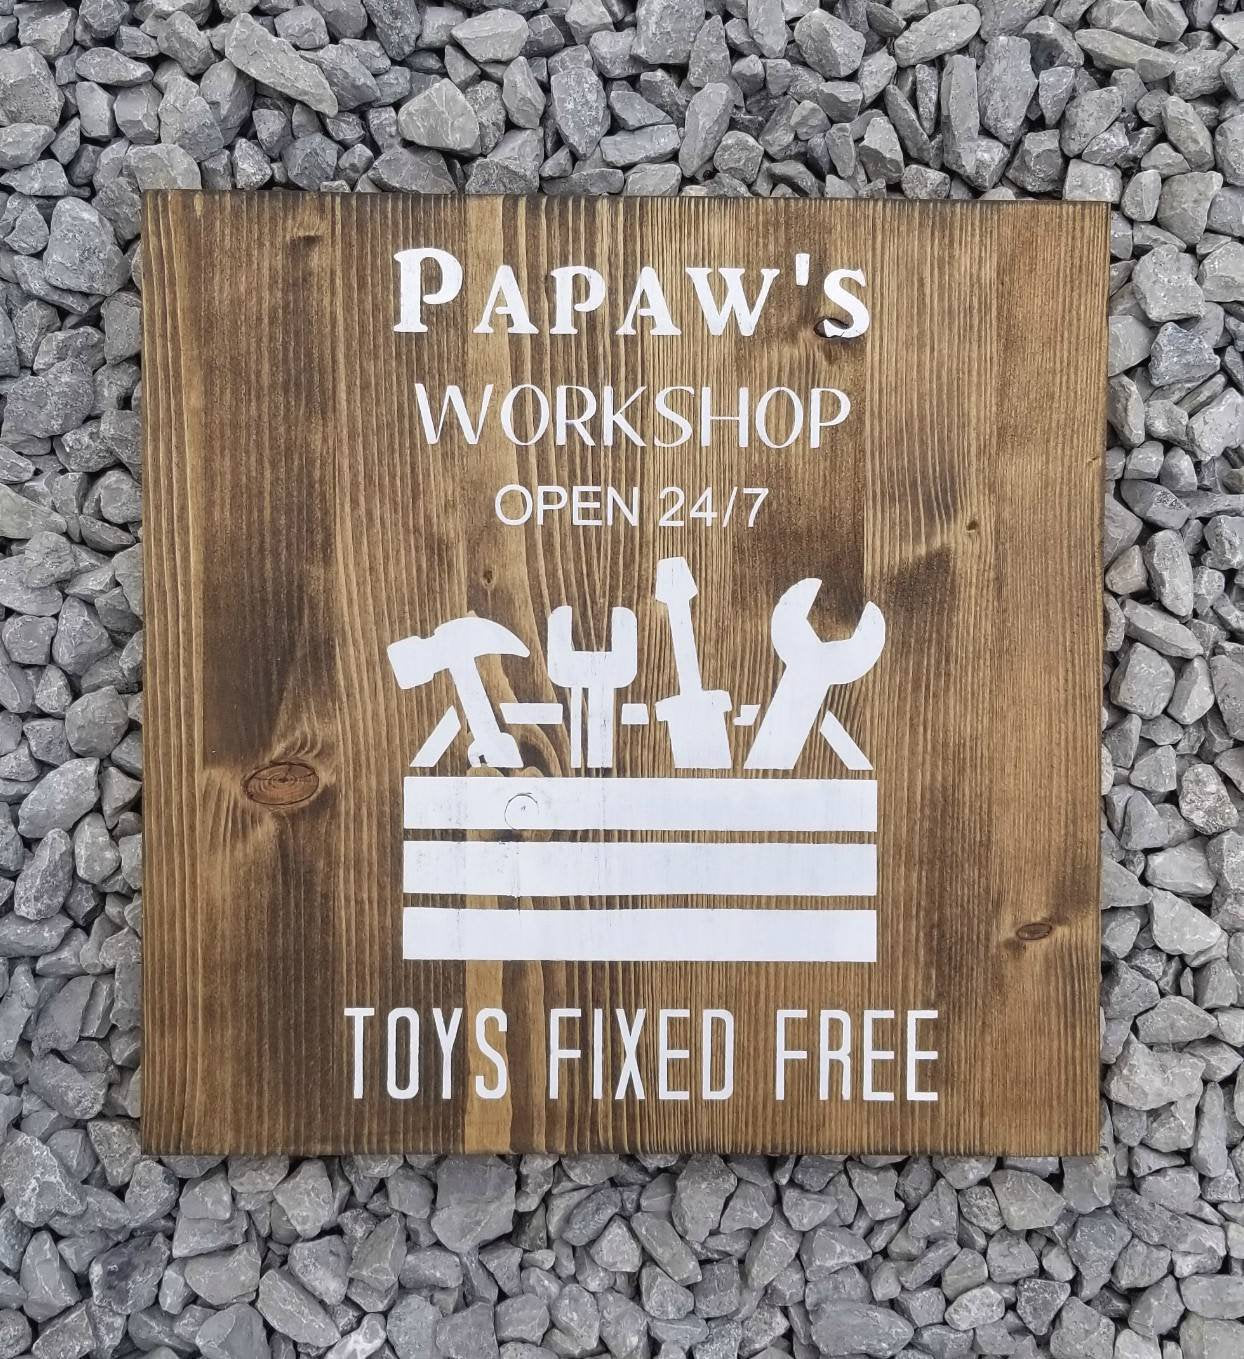 PAPAW'S
WORKSHOP
OPEN 24/7
TOYS FIXED FREE